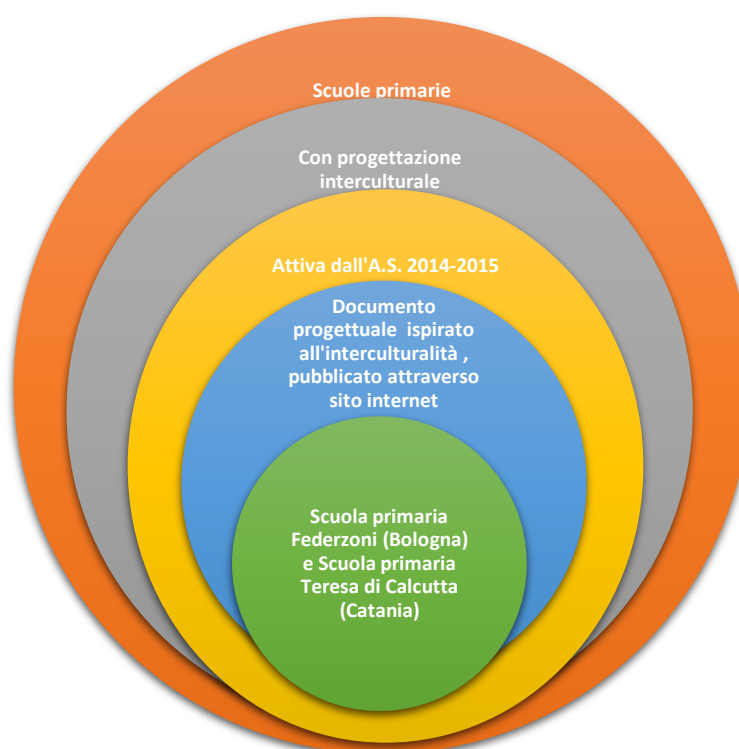 Scuole primarie
Con progettazione
interculturale
Attiva dall'A.S. 2014-2015
Documento
progettuale  ispirato
all'interculturalità ,
pubblicato attraverso
sito internet
Scuola primaria
Federzoni (Bologna)
e Scuola primaria
Teresa di Calcutta
(Catania)